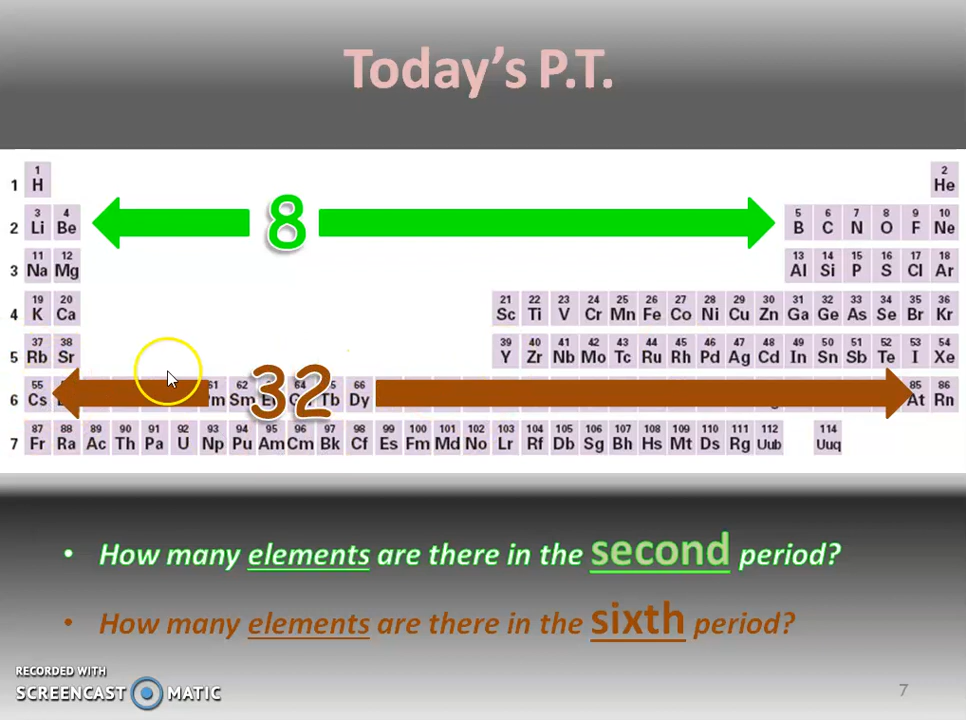 Today's P.T.
1 2
1 H He
3 4 8 5 6 7 8 9 10
2 Li Be B C N O F Ne
11 12 13 14 15 16 17 18
3 Na Mg Al Si P S Cl Ar
19 20 21 22 23 24 25 26 27 28 29 30 31 32 33 34 35 36
4 K Ca Sc Ti V Cr Mn Fe Co Ni Cu Zn Ga Ge As Se Br Kr
37 38 39 40 41 42 43 44 45 46 47 48 49 50 51 52 53 54
5 Rb Sr Y Zr Nb Mo Tc Ru Rh Pd Ag Cd In Sn Sb Te I Xe
55 62 32 66 85 86
6 Cs Sm Tb Dy At Rn
87 88 89 90 91 92 93 94 95 96 97 98 99 100 101 102 103 104 105 106 107 108 109 110 111 112 114
7 Fr Ra Ac Th Pa U Np Pu Am Cm Bk Cf Es Fm Md No Lr Rf Db Sg Bh Hs Mt Ds Rg Uub Uuq
• How many elements are there in the second period?
• How many elements are there in the sixth period?
RECORDED WITH
SCREENCAST MATIC
7